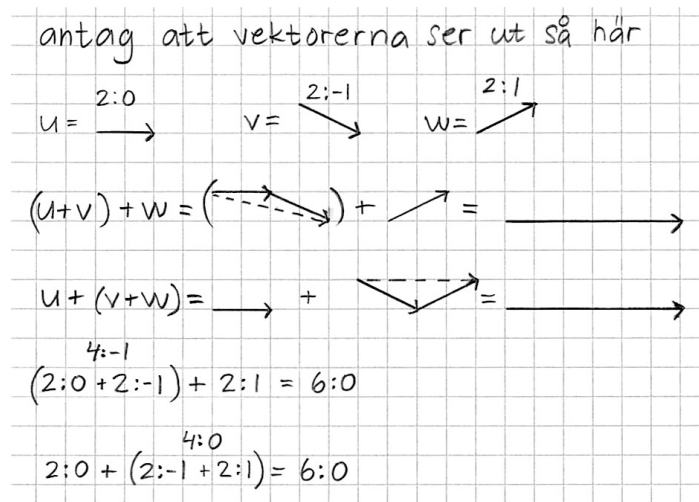 antag att vektorerna ser ut så här
2:0 2:-1 2:1
u= v= w=
(u+v)+w=( )+ =
u+(v+w)= + =
4:-1
(2:0+2:-1)+2:1=6:0
4:0
2:0+(2:-1+2:1)=6:0